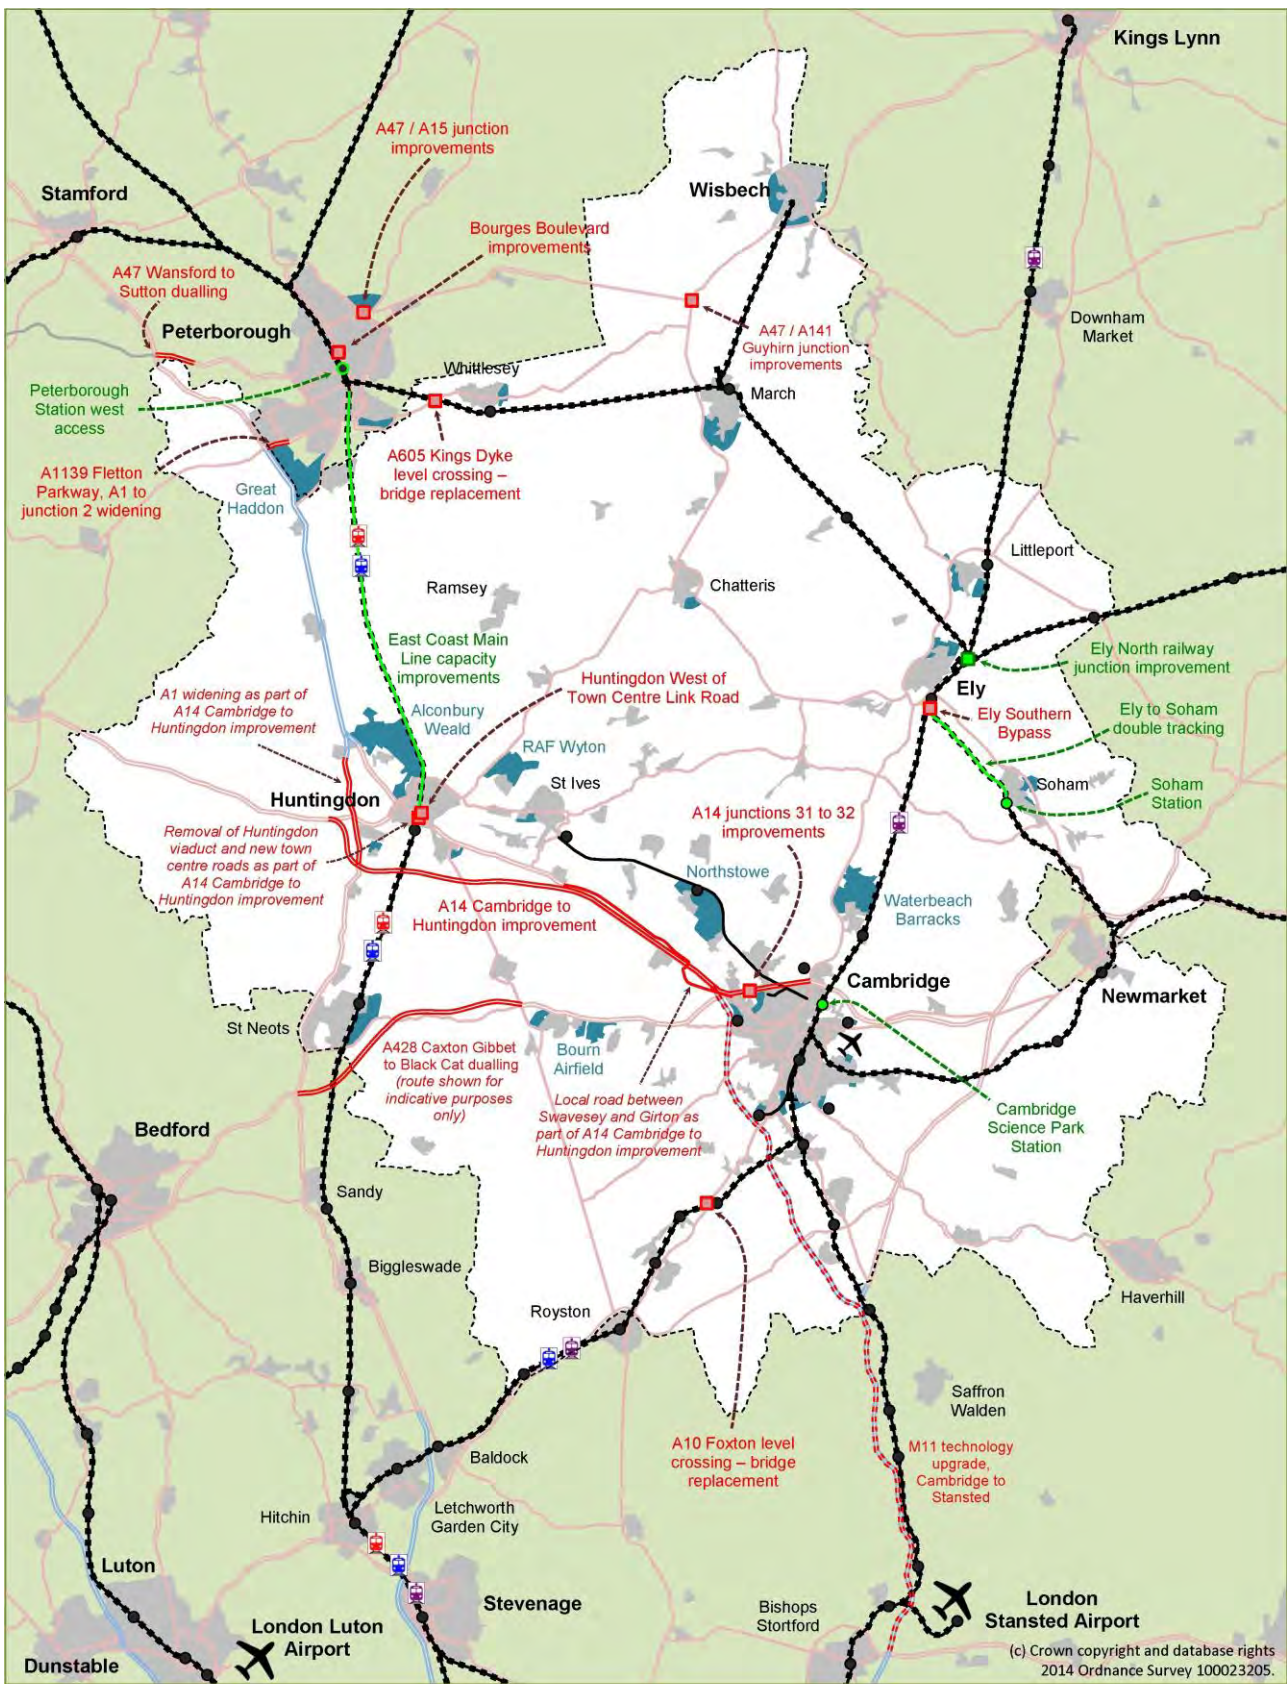 Kings Lynn
A47 / A15 junction
improvements
Stamford
Wisbech
Bourges Boulevard
improvements
A47 Wansford to
Sutton dualling
Peterborough
Downham
Market
A47 / A141
Guyhirn junction
improvements
Whittlesey
March
Peterborough
Station west
access
A605 Kings Dyke
level crossing –
bridge replacement
A1139 Fletton
Parkway, A1 to
junction 2 widening
Great
Haddon
Littleport
Ramsey
Chatteris
East Coast Main
Line capacity
improvements
Ely North railway
junction improvement
Huntingdon West of
Town Centre Link Road
A1 widening as part of
A14 Cambridge to
Huntingdon improvement
Ely
Alconbury
Weald
Ely Southern
Bypass
Ely to Soham
double tracking
RAF Wyton
St Ives
Soham
Soham
Station
Huntingdon
A14 junctions 31 to 32
improvements
Removal of Huntingdon
viaduct and new town
centre roads as part of
A14 Cambridge to
Huntingdon improvement
Northstowe
Waterbeach
Barracks
A14 Cambridge to
Huntingdon improvement
Cambridge
Newmarket
St Neots
A428 Caxton Gibbet
to Black Cat dualling
(route shown for
indicative purposes
only)
Bourn
Airfield
Local road between
Swavesey and Girton as
part of A14 Cambridge to
Huntingdon improvement
Cambridge
Science Park
Station
Bedford
Sandy
Biggleswade
Royston
Haverhill
Saffron
Walden
A10 Foxton level
crossing – bridge
replacement
M11 technology
upgrade,
Cambridge to
Stansted
Baldock
Letchworth
Garden City
Hitchin
Luton
Stevenage
Bishops
Stortford
London
Stansted Airport
London Luton
Airport
Dunstable
(c) Crown copyright and database rights
2014 Ordnance Survey 100023205.